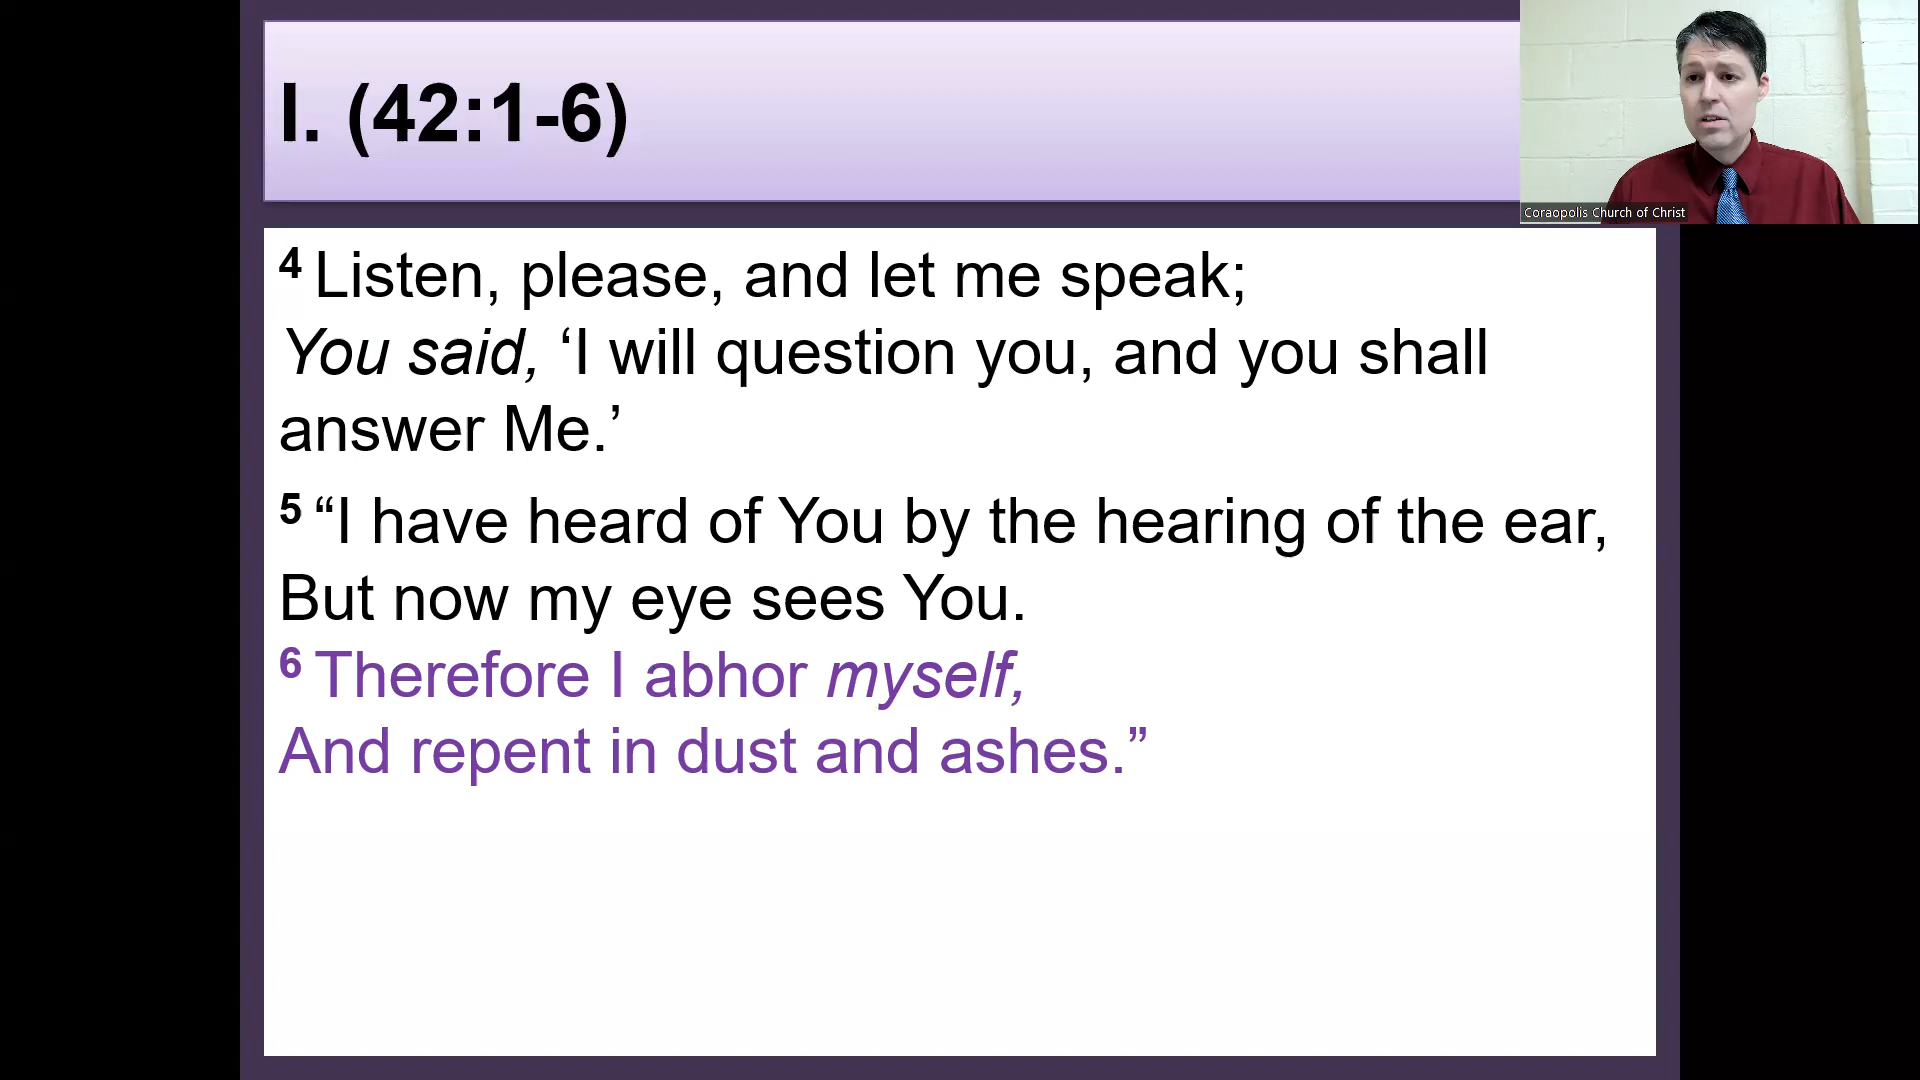 I. (42:1-6)
Coraopolis Church of Christ
4 Listen, please, and let me speak;
You said, ‘I will question you, and you shall
answer Me.’
5 “I have heard of You by the hearing of the ear,
But now my eye sees You.
6 Therefore I abhor myself,
And repent in dust and ashes.”